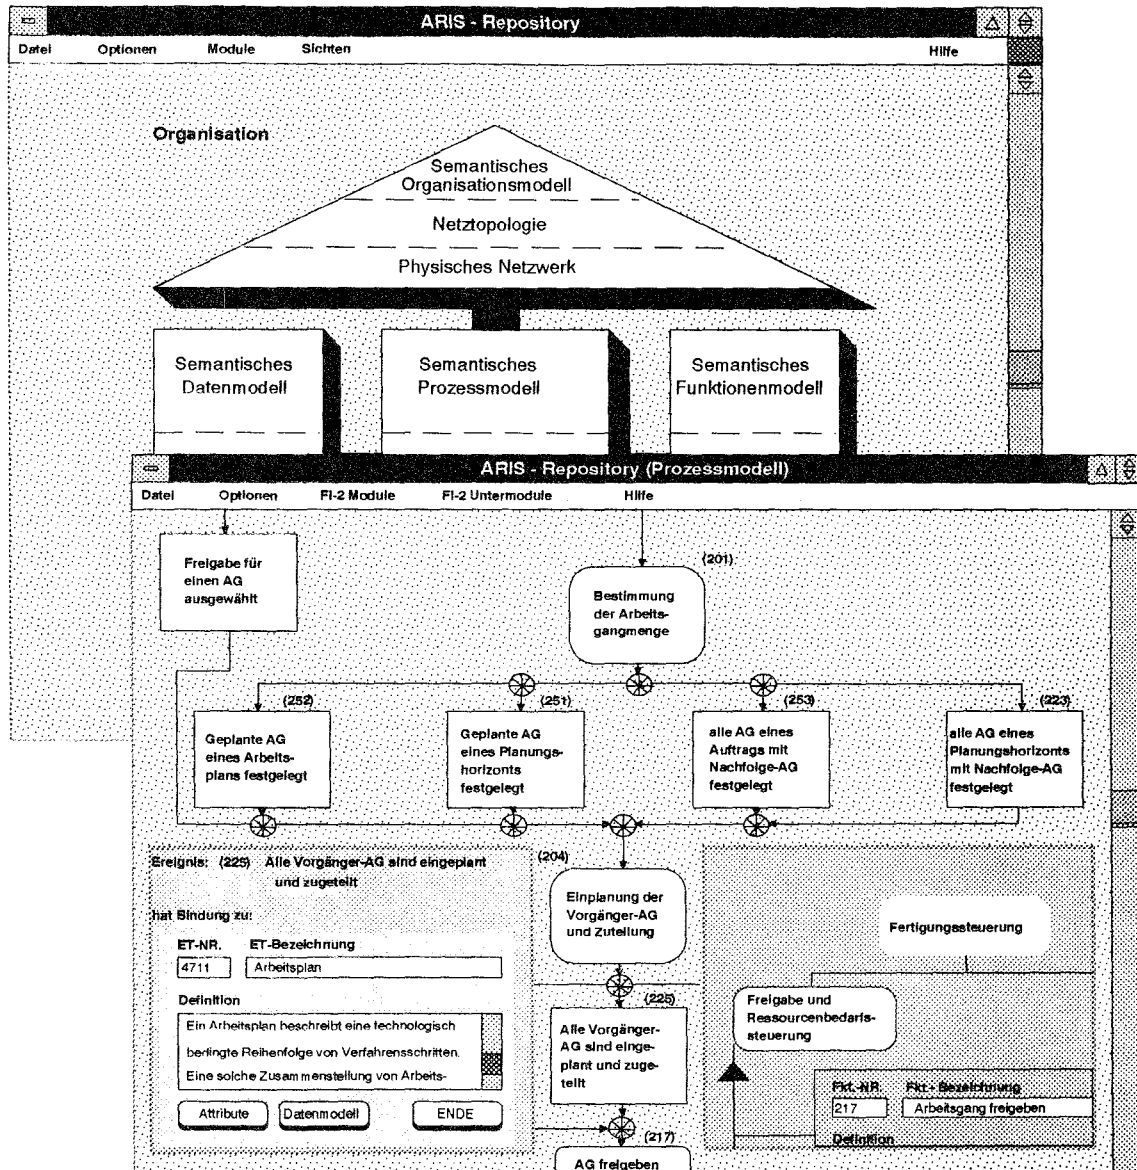 ARIS - Repository
Datei Optionen Module Sichten Hilfe
Organisation
Semantisches
Organisationsmodell
Netztopologie
Physisches Netzwerk
Semantisches
Datenmodell
Semantisches
Prozessmodell
Semantisches
Funktionenmodell
ARIS - Repository (Prozessmodell)
Datei Optionen FI-2 Module FI-2 Untermodule Hilfe
Freigabe für
einen AG
ausgewählt
(201)
Bestimmung
der Arbeits-
gangmenge
(252)
Geplante AG
eines Arbeits-
plans festgelegt
(251)
Geplante AG
eines Planungs-
horizonts
festgelegt
(253)
alle AG eines
Auftrags mit
Nachfolge-AG
festgelegt
(223)
alle AG eines
Planungshorizonts
mit Nachfolge-AG
festgelegt
Ereignis: (225) Alle Vorgänger-AG sind eingeplant
und zugeteilt
hat Bindung zu:
ET-NR. ET-Bezeichnung
4711 Arbeitsplan
Definition
Ein Arbeitsplan beschreibt eine technologisch
bedingte Reihenfolge von Verfahrensschritten.
Eine solche Zusammenstellung von Arbeits-
Attribute Datenmodell ENDE
(204)
Einplanung der
Vorgänger-AG
und Zuteilung
(225)
Alle Vorgänger-
AG sind einge-
plant und zuge-
teilt
(217)
AG freigeben
Fertigungssteuerung
Freigabe und
Ressourcenbedarfs-
steuerung
Fkt.-NR. Fkt.- Bezeichnung
217 Arbeitsgang freigeben
Definition